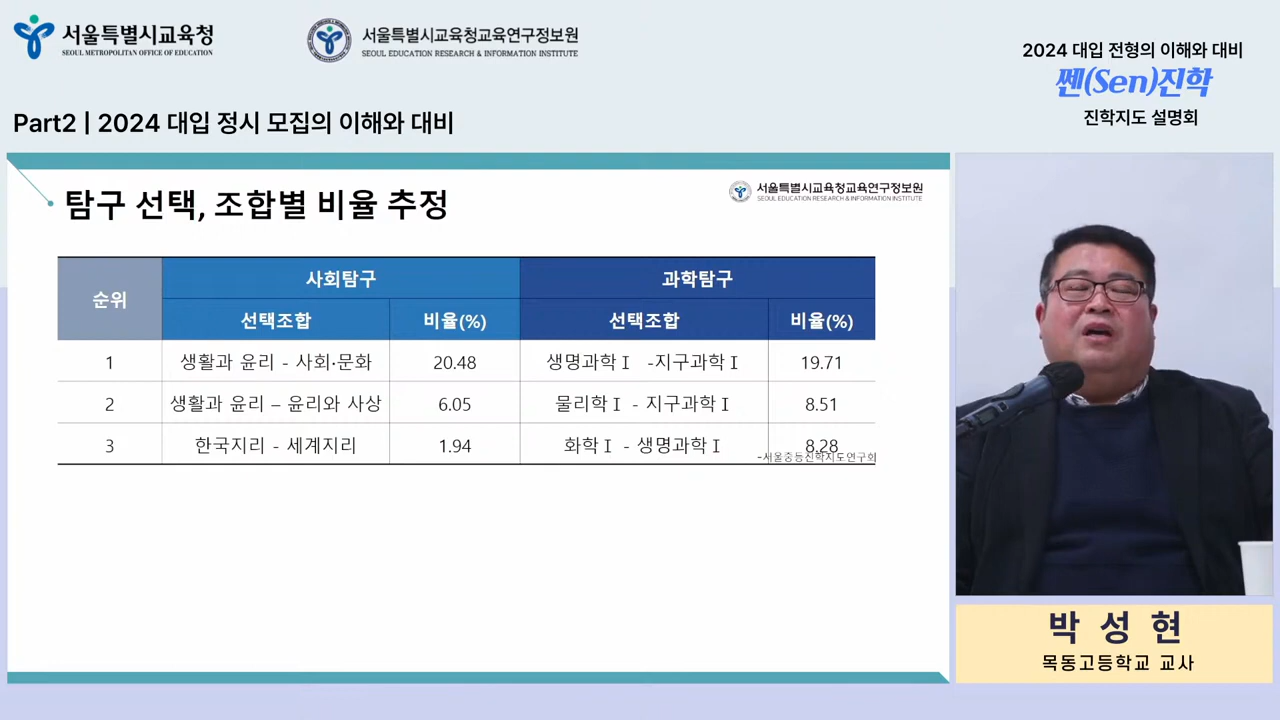 서울특별시교육청
SEOUL METROPOLITAN OFFICE OF EDUCATION
서울특별시교육청교육연구정보원
SEOUL EDUCATION RESEARCH & INFORMATION INSTITUTE
2024 대입 전형의 이해와 대비
쎈(Sen)진학
진학지도 설명회
Part2 | 2024 대입 정시 모집의 이해와 대비
탐구 선택, 조합별 비율 추정
서울특별시교육청교육연구정보원
SEOUL EDUCATION RESEARCH & INFORMATION INSTITUTE
순위 사회탐구 과학탐구
선택조합 비율(%) 선택조합 비율(%)
1 생활과 윤리 - 사회·문화 20.48 생명과학Ⅰ -지구과학Ⅰ 19.71
2 생활과 윤리 – 윤리와 사상 6.05 물리학Ⅰ - 지구과학Ⅰ 8.51
3 한국지리 - 세계지리 1.94 화학Ⅰ - 생명과학Ⅰ 8.28
-서울중등진학지도연구회
박성현
목동고등학교 교사